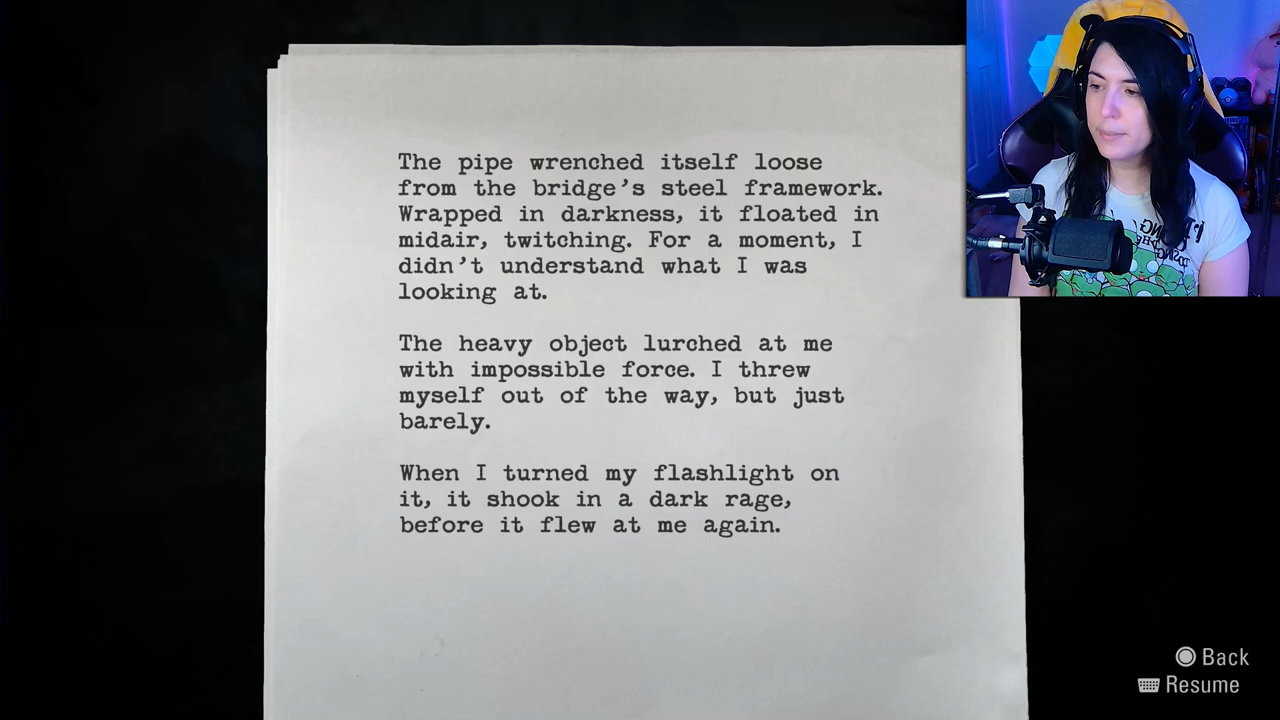 The pipe wrenched itself loose
from the bridge's steel framework.
Wrapped in darkness, it floated in
midair, twitching. For a moment, I
didn't understand what I was
looking at.
The heavy object lurched at me
with impossible force. I threw
myself out of the way, but just
barely.
When I turned my flashlight on
it, it shook in a dark rage,
before it flew at me again.
Back
Resume